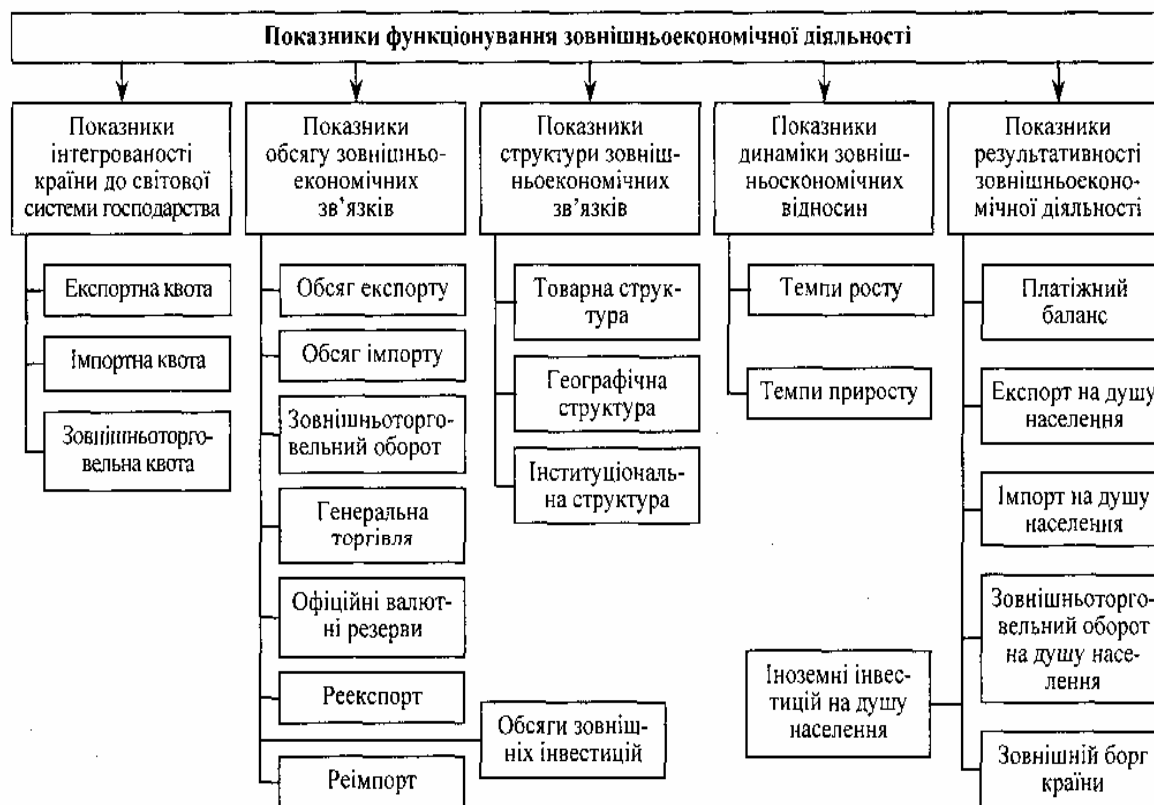 Показники функціонування зовнішньоекономічної діяльності
Показники
інтегрованості
країни до світової
системи господарства
Експортна квота
Імпортна квота
Зовнішньоторго-
вельна квота
Показники
обсягу зовнішньо-
економічних
зв’язків
Обсяг експорту
Обсяг імпорту
Зовнішньоторго-
вельний оборот
Генеральна
торгівля
Офіційні валют-
ні резерви
Реекспорт
Обсяги зовніш-
ніх інвестицій
Реімпорт
Показники
структури зовніш-
ньоекономічних
зв’язків
Товарна струк-
тура
Географічна
структура
Інституціональ-
на структура
Показники
динаміки зовніш-
ньоекономічних
відносин
Темпи росту
Темпи приросту
Показники
результативності
зовнішньоеконо-
мічної діяльності
Платіжний
баланс
Експорт на душу
населення
Імпорт на душу
населення
Зовнішньоторго-
вельний оборот
на душу насе-
лення
Іноземні інвес-
тицій на душу
населення
Зовнішній борг
країни